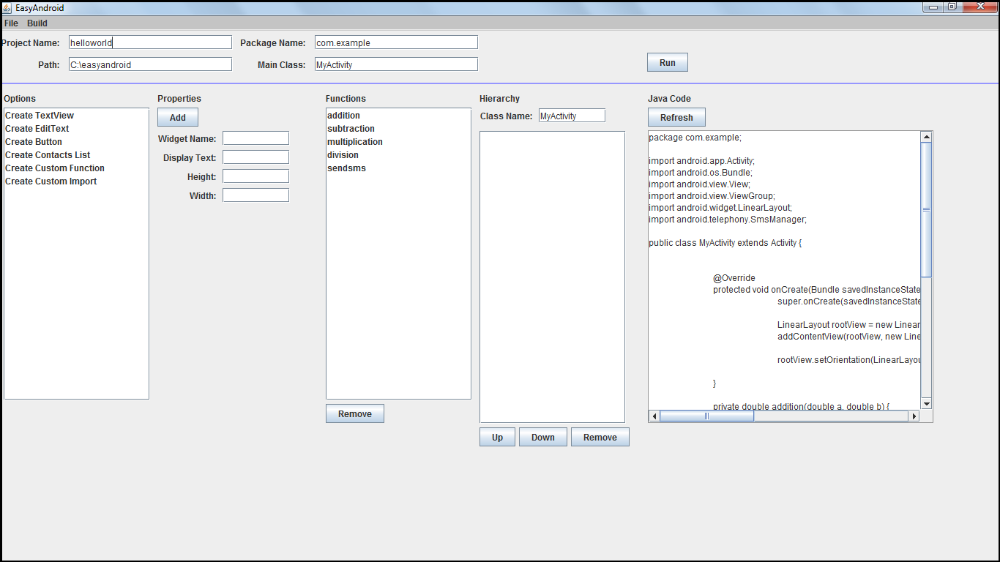 EasyAndroid
File Build
Project Name: helloworld Package Name: com.example
Path: C:\easyandroid Main Class: MyActivity
Run
Options
Create TextView
Create EditText
Create Button
Create Contacts List
Create Custom Function
Create Custom Import
Properties
Add
Widget Name:
Display Text:
Height:
Width:
Functions
addition
subtraction
multiplication
division
sendsms
Remove
Hierarchy
Class Name: MyActivity
Up Down Remove
Java Code
Refresh
package com.example;
import android.app.Activity;
import android.os.Bundle;
import android.view.View;
import android.view.ViewGroup;
import android.widget.LinearLayout;
import android.telephony.SmsManager;
public class MyActivity extends Activity {
@Override
protected void onCreate(Bundle savedInstanceState
super.onCreate(savedInstanceState
LinearLayout rootView = new Linear
addContentView(rootView, new Line
rootView.setOrientation(LinearLayou
}
private double addition(double a, double b) {